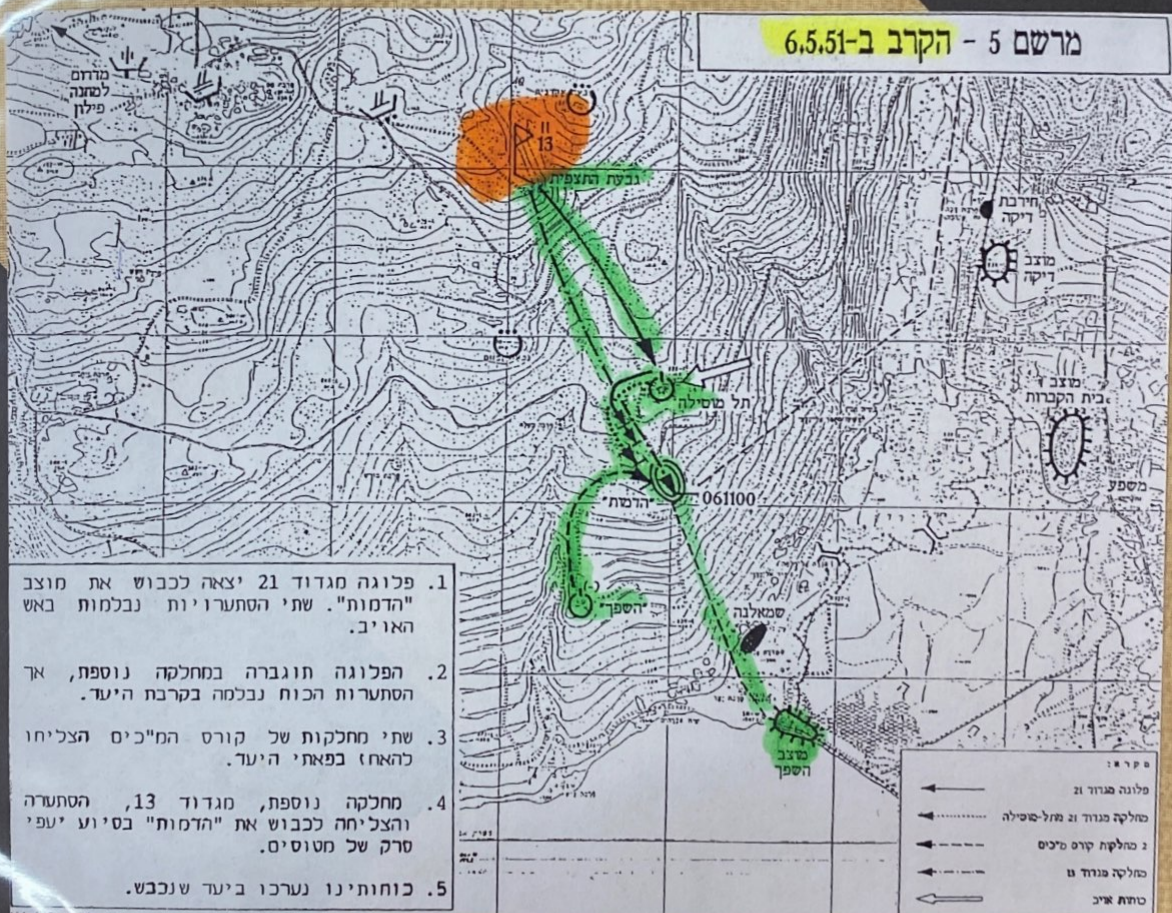 מרשם 5 - הקרב ב-6.5.51
מדרום
למחנה
פילון
II
13
גבעת התצפית
חירבת
דיקה
מוצב
דיקה
מוצב
בית הקברות
משפע
תל מוטילה
061100
"הדמות"
"השפך"
שמאלנה
מוצב
השפך
1. פלוגה מגדוד 21 יצאה לכבוש את מוצב
"הדמות". שתי הסתערויות נבלמות באש
האויב.
2. הפלוגה תוגברה במחלקה נוספת, אך
הסתערות הכוח נבלמה בקרבת היעד.
3. שתי מחלקות של קורס המ"כים הצליחו
להאחז בפאתי היעד.
4. מחלקה נוספת, מגדוד 13, הסתערה
והצליחה לכבוש את "הדמות" בסיוע יעפי
סרק של מטוסים.
5. כוחותינו נערכו ביעד שנכבש.
מקרא:
פלוגה מגדוד 21
מחלקה מגדוד 21 מתל-מוטילה
2 מחלקות קורס מ"כים
מחלקה מגדוד 13
כוחות אויב